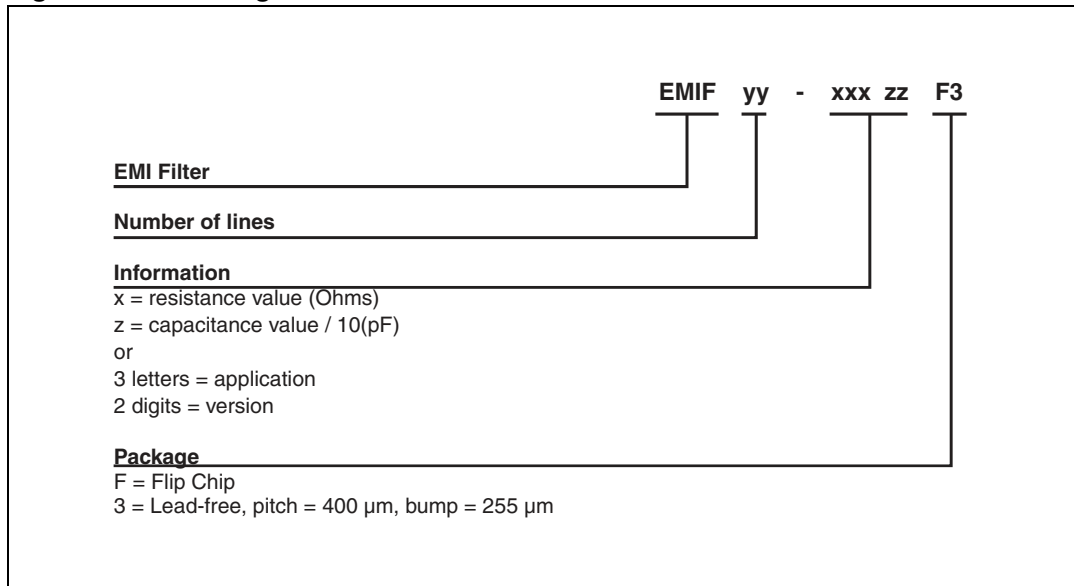 EMIF yy - xxx zz F3
EMI Filter
Number of lines
Information
x = resistance value (Ohms)
z = capacitance value / 10(pF)
or
3 letters = application
2 digits = version
Package
F = Flip Chip
3 = Lead-free, pitch = 400 µm, bump = 255 µm